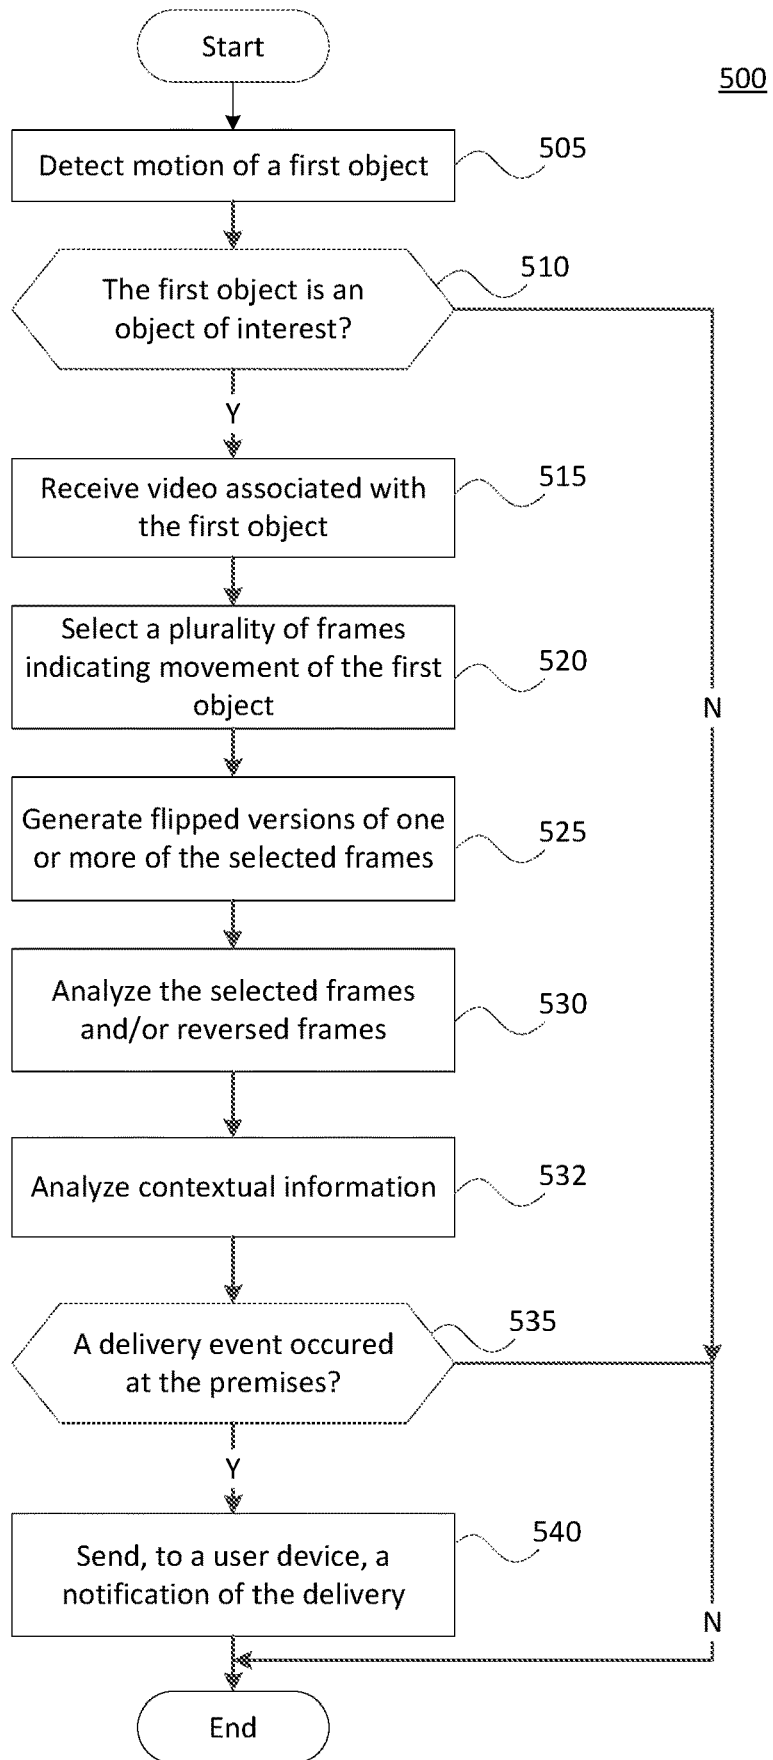 Start
500
Detect motion of a first object
505
The first object is an
object of interest?
510
Y
Receive video associated with
the first object
515
Select a plurality of frames
indicating movement of the first
object
520
N
Generate flipped versions of one
or more of the selected frames
525
Analyze the selected frames
and/or reversed frames
530
Analyze contextual information
532
A delivery event occured
at the premises?
535
Y
Send, to a user device, a
notification of the delivery
540
N
End